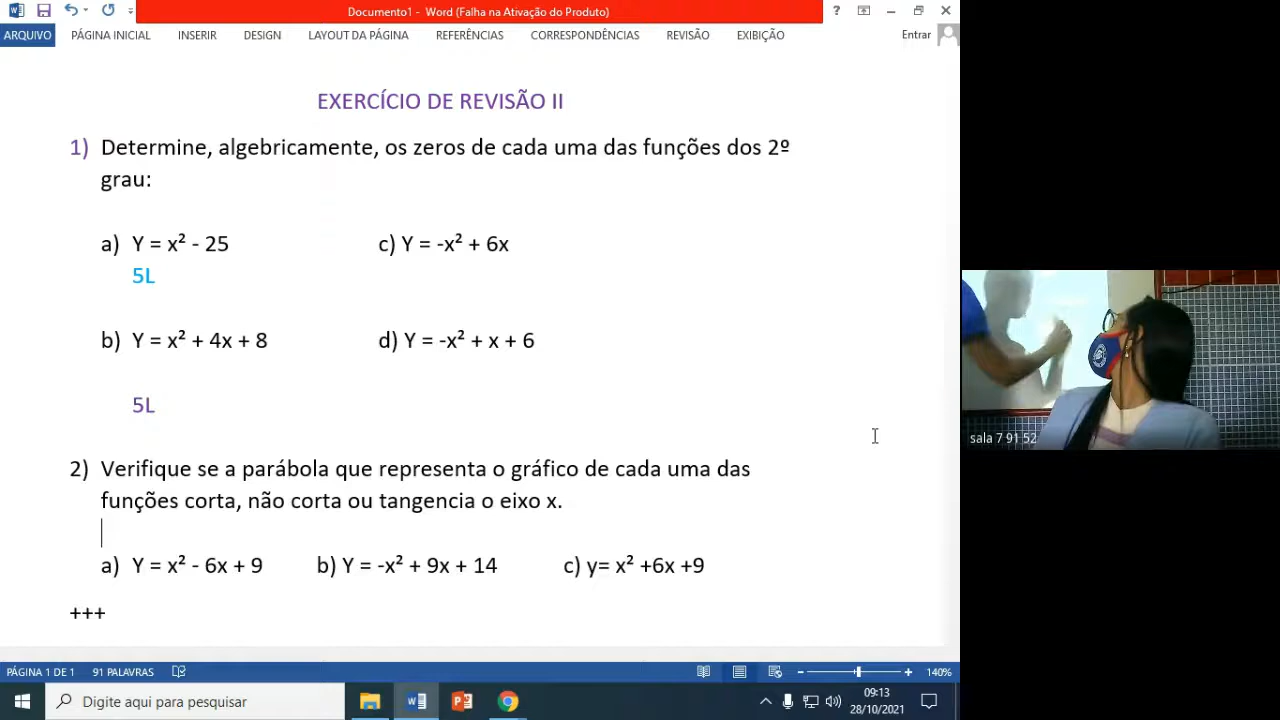 Documento1 - Word (Falha na Ativação do Produto)
?
ARQUIVO PÁGINA INICIAL INSERIR DESIGN LAYOUT DA PÁGINA REFERÊNCIAS CORRESPONDÊNCIAS REVISÃO EXIBIÇÃO Entrar
EXERCÍCIO DE REVISÃO II
1) Determine, algebricamente, os zeros de cada uma das funções dos 2º
grau:
a) Y = x² - 25 c) Y = -x² + 6x
5L
b) Y = x² + 4x + 8 d) Y = -x² + x + 6
5L
2) Verifique se a parábola que representa o gráfico de cada uma das
funções corta, não corta ou tangencia o eixo x.
a) Y = x² - 6x + 9 b) Y = -x² + 9x + 14 c) y= x² +6x +9
+++
sala 7 91 52
PÁGINA 1 DE 1 91 PALAVRAS 140%
Digite aqui para pesquisar
09:13
28/10/2021